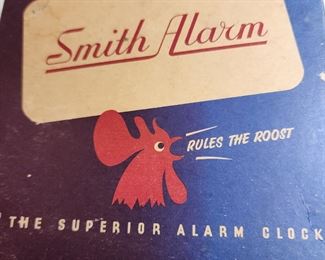 Smith Alarm
RULES THE ROOST
THE SUPERIOR ALARM CLOCK